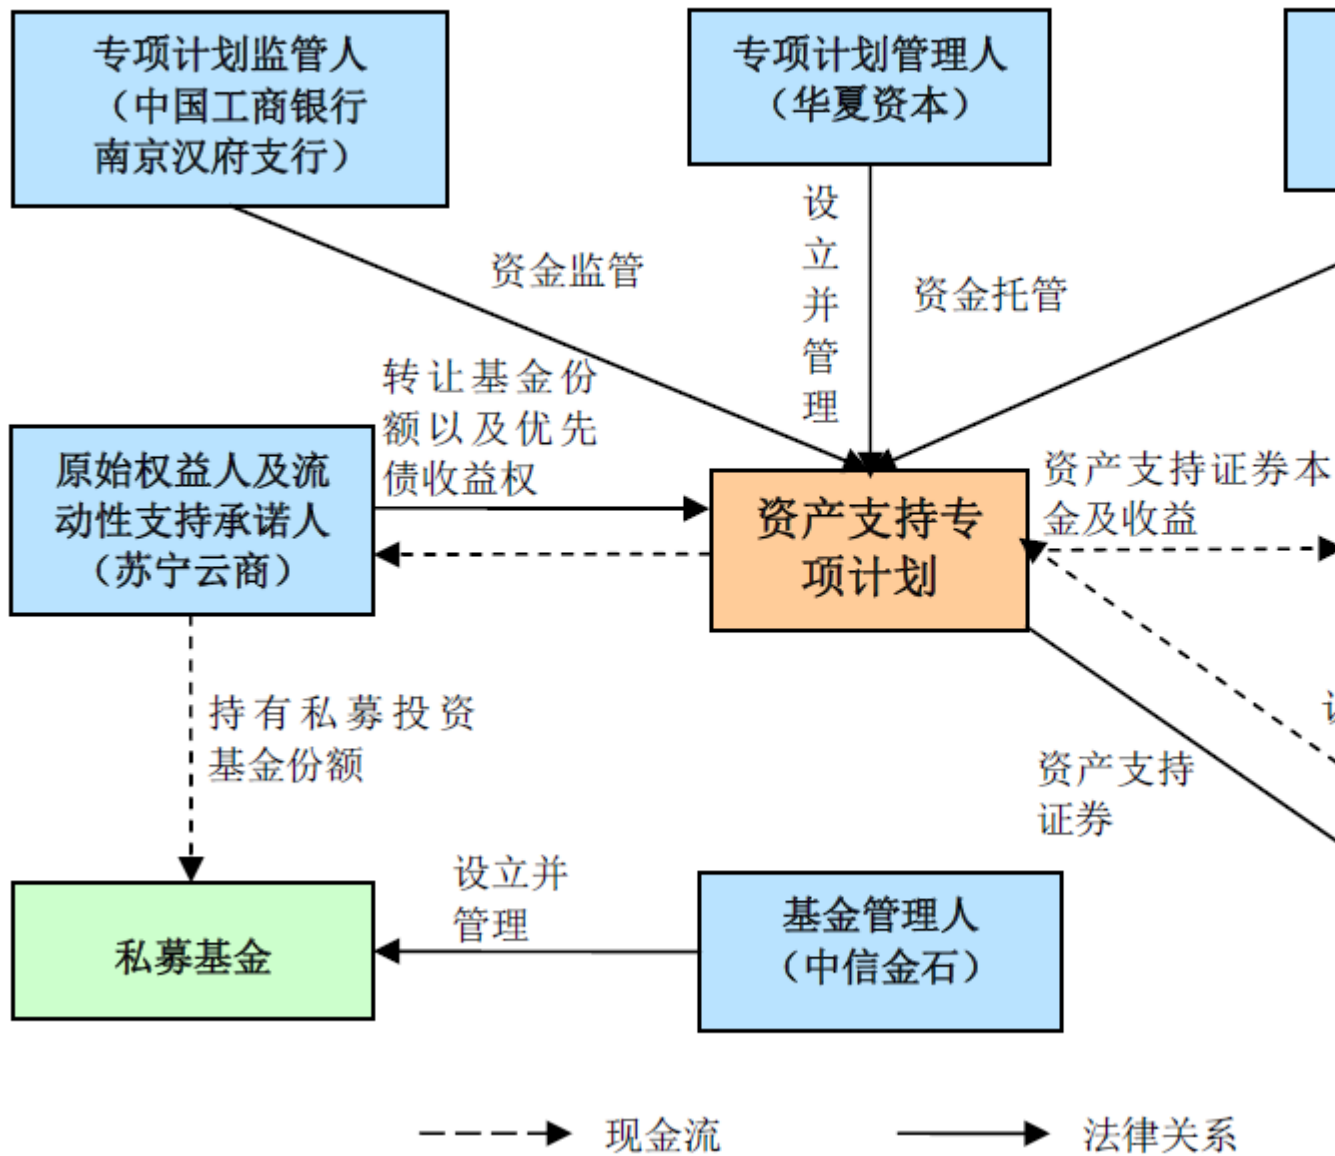 专项计划监管人
（中国工商银行
南京汉府支行）
专项计划管理人
（华夏资本）
资金监管
设
立
并
管
理
资金托管
转让基金份
额以及优先
债收益权
原始权益人及流
动性支持承诺人
（苏宁云商）
资产支持专
项计划
资产支持证券本
金及收益
持有私募投资
基金份额
资产支持
证券
设立并
管理
私募基金
基金管理人
（中信金石）
现金流
法律关系